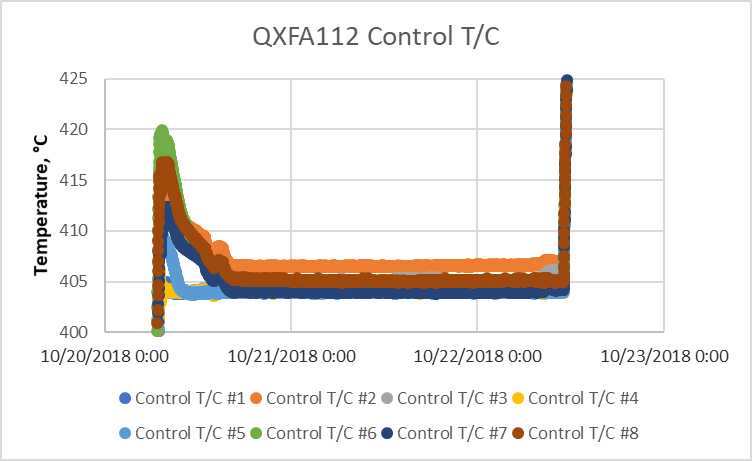 QXFA112 Control T/C
Temperature, °C
425
420
415
410
405
400
10/20/2018 0:00
10/21/2018 0:00
10/22/2018 0:00
10/23/2018 0:00
Control T/C #1
Control T/C #2
Control T/C #3
Control T/C #4
Control T/C #5
Control T/C #6
Control T/C #7
Control T/C #8